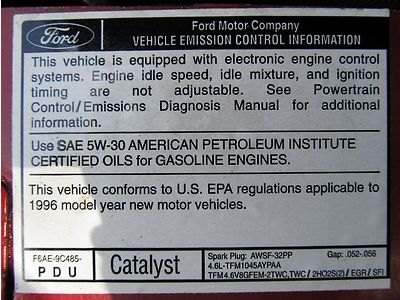 Ford
Ford Motor Company
VEHICLE EMISSION CONTROL INFORMATION
This vehicle is equipped with electronic engine control
systems. Engine idle speed, idle mixture, and ignition
timing are not adjustable. See Powertrain
Control/Emissions Diagnosis Manual for additional
information.
Use SAE 5W-30 AMERICAN PETROLEUM INSTITUTE
CERTIFIED OILS for GASOLINE ENGINES.
This vehicle conforms to U.S. EPA regulations applicable to
1996 model year new motor vehicles.
F6AE-9C485-
PDU
Catalyst
Spark Plug: AWSF-32PP Gap: .052-.056
4.6L-TFM1045AYPAA
TFM4.6V8GFEM-2TWC,TWC / 2HO2S(2) / EGR / SFI